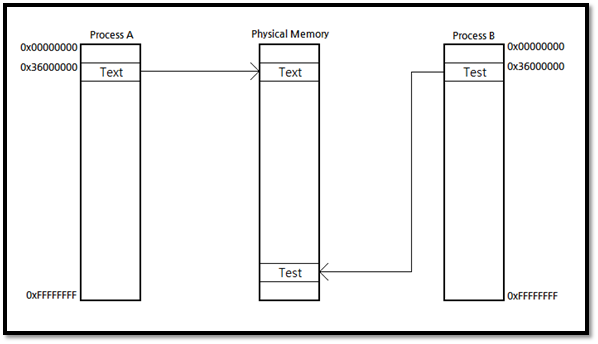 Process A
Physical Memory
Process B
0x00000000
0x00000000
0x36000000
Text
Text
Test
0x36000000
Test
0xFFFFFFFF
0xFFFFFFFF